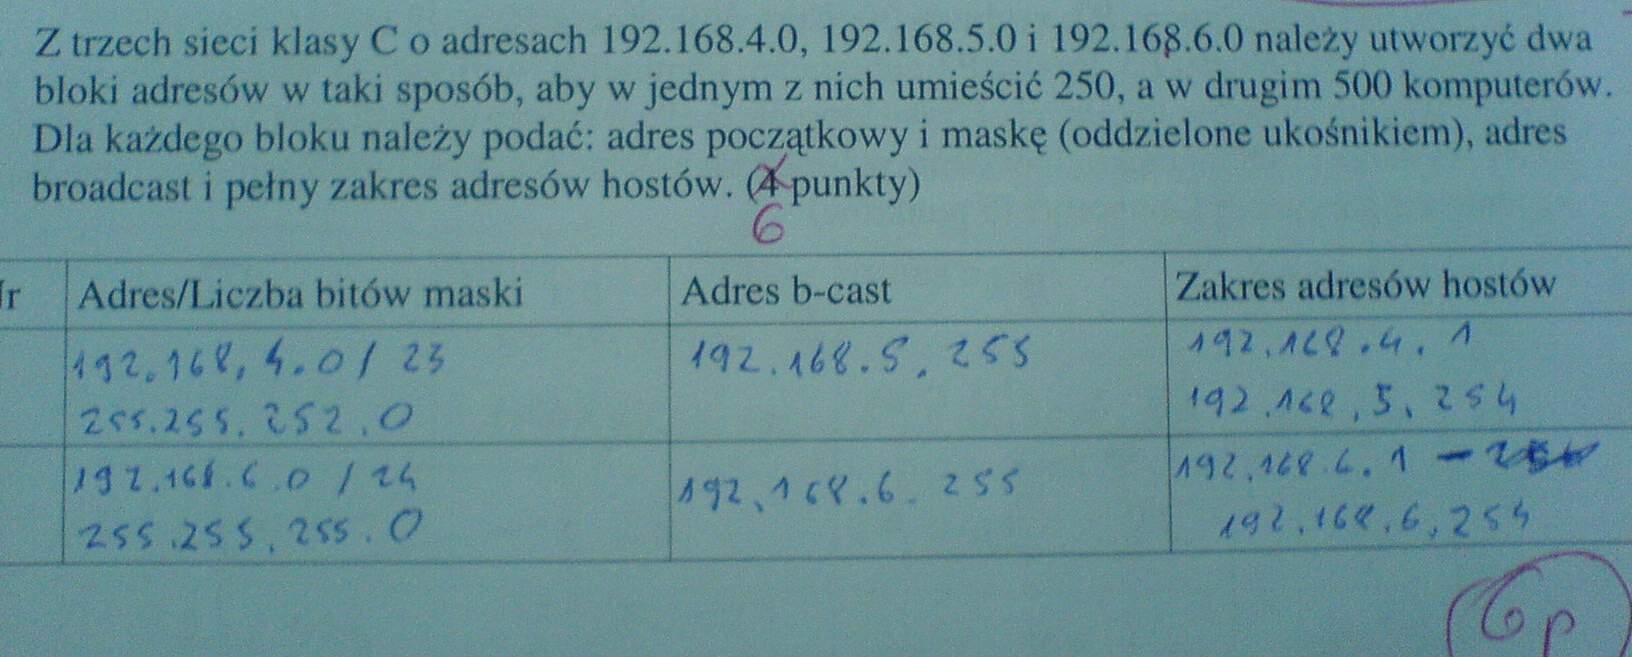 Z trzech sieci klasy C o adresach 192.168.4.0, 192.168.5.0 i 192.168.6.0 należy utworzyć dwa
bloki adresów w taki sposób, aby w jednym z nich umieścić 250, a w drugim 500 komputerów.
Dla każdego bloku należy podać: adres początkowy i maskę (oddzielone ukośnikiem), adres
broadcast i pełny zakres adresów hostów. (4 punkty)
6
r Adres/Liczba bitów maski Adres b-cast Zakres adresów hostów
192.168.4.0 / 23 192.168.5.255 192.168.4.1
255.255.252.0 192.168.5.254
192.168.6.0 / 24 192.168.6.255 192.168.6.1 -
255.255.255.0 192.168.6.254
6p